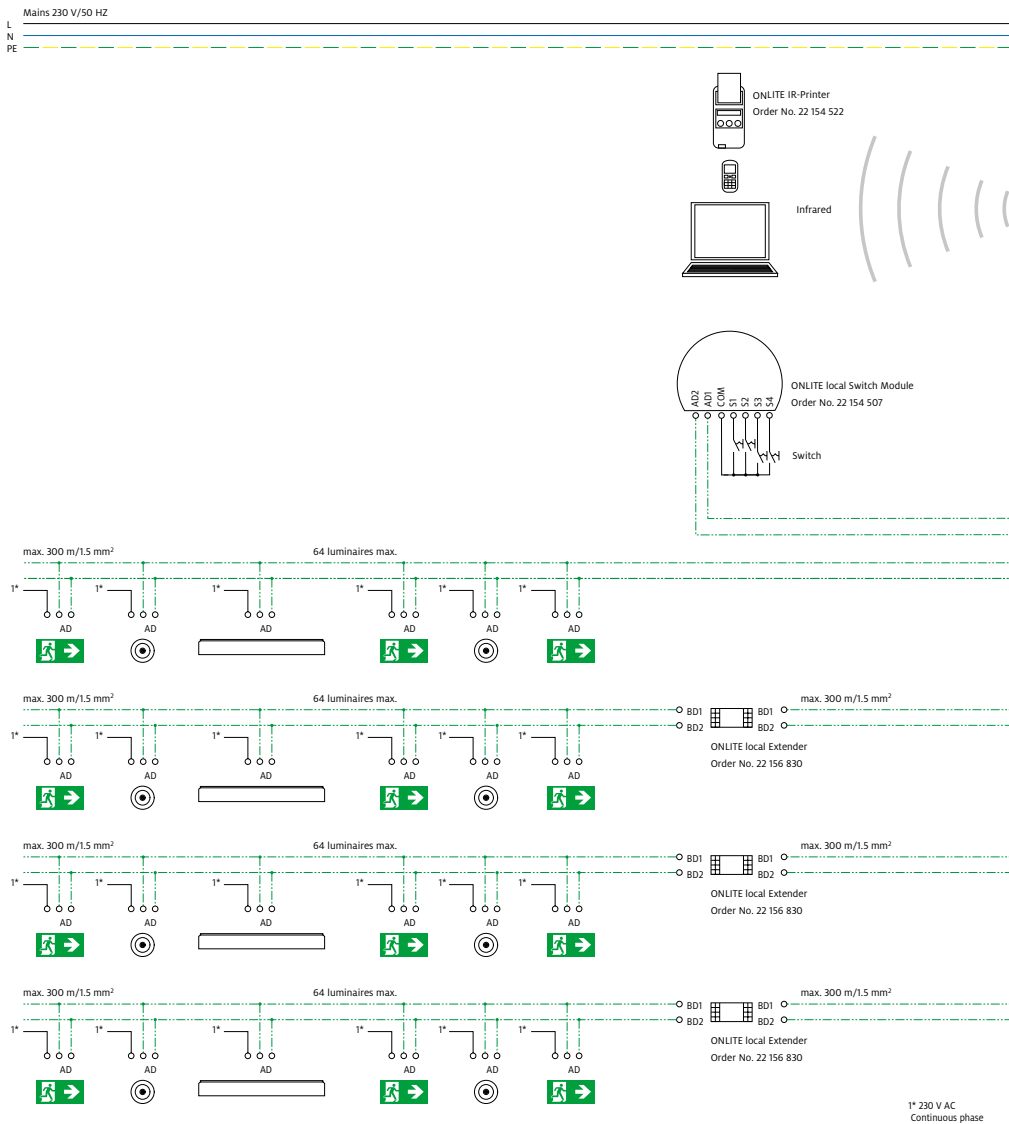 Mains 230 V/50 HZ
L
N
PE
ONLITE IR-Printer
Order No. 22 154 522
Infrared
ONLITE local Switch Module
Order No. 22 154 507
AD2 AD1 COM S1 S2 S3 S4
Switch
max. 300 m/1.5 mm² 64 luminaires max.
1* 1* 1* 1* 1* 1*
AD AD AD AD AD AD
max. 300 m/1.5 mm² 64 luminaires max. max. 300 m/1.5 mm²
BD1 BD1
BD2 BD2
1* 1* 1* 1* 1* 1*
ONLITE local Extender
Order No. 22 156 830
AD AD AD AD AD AD
max. 300 m/1.5 mm² 64 luminaires max. max. 300 m/1.5 mm²
BD1 BD1
BD2 BD2
1* 1* 1* 1* 1* 1*
ONLITE local Extender
Order No. 22 156 830
AD AD AD AD AD AD
max. 300 m/1.5 mm² 64 luminaires max. max. 300 m/1.5 mm²
BD1 BD1
BD2 BD2
1* 1* 1* 1* 1* 1*
ONLITE local Extender
Order No. 22 156 830
AD AD AD AD AD AD
1* 230 V AC
Continuous phase